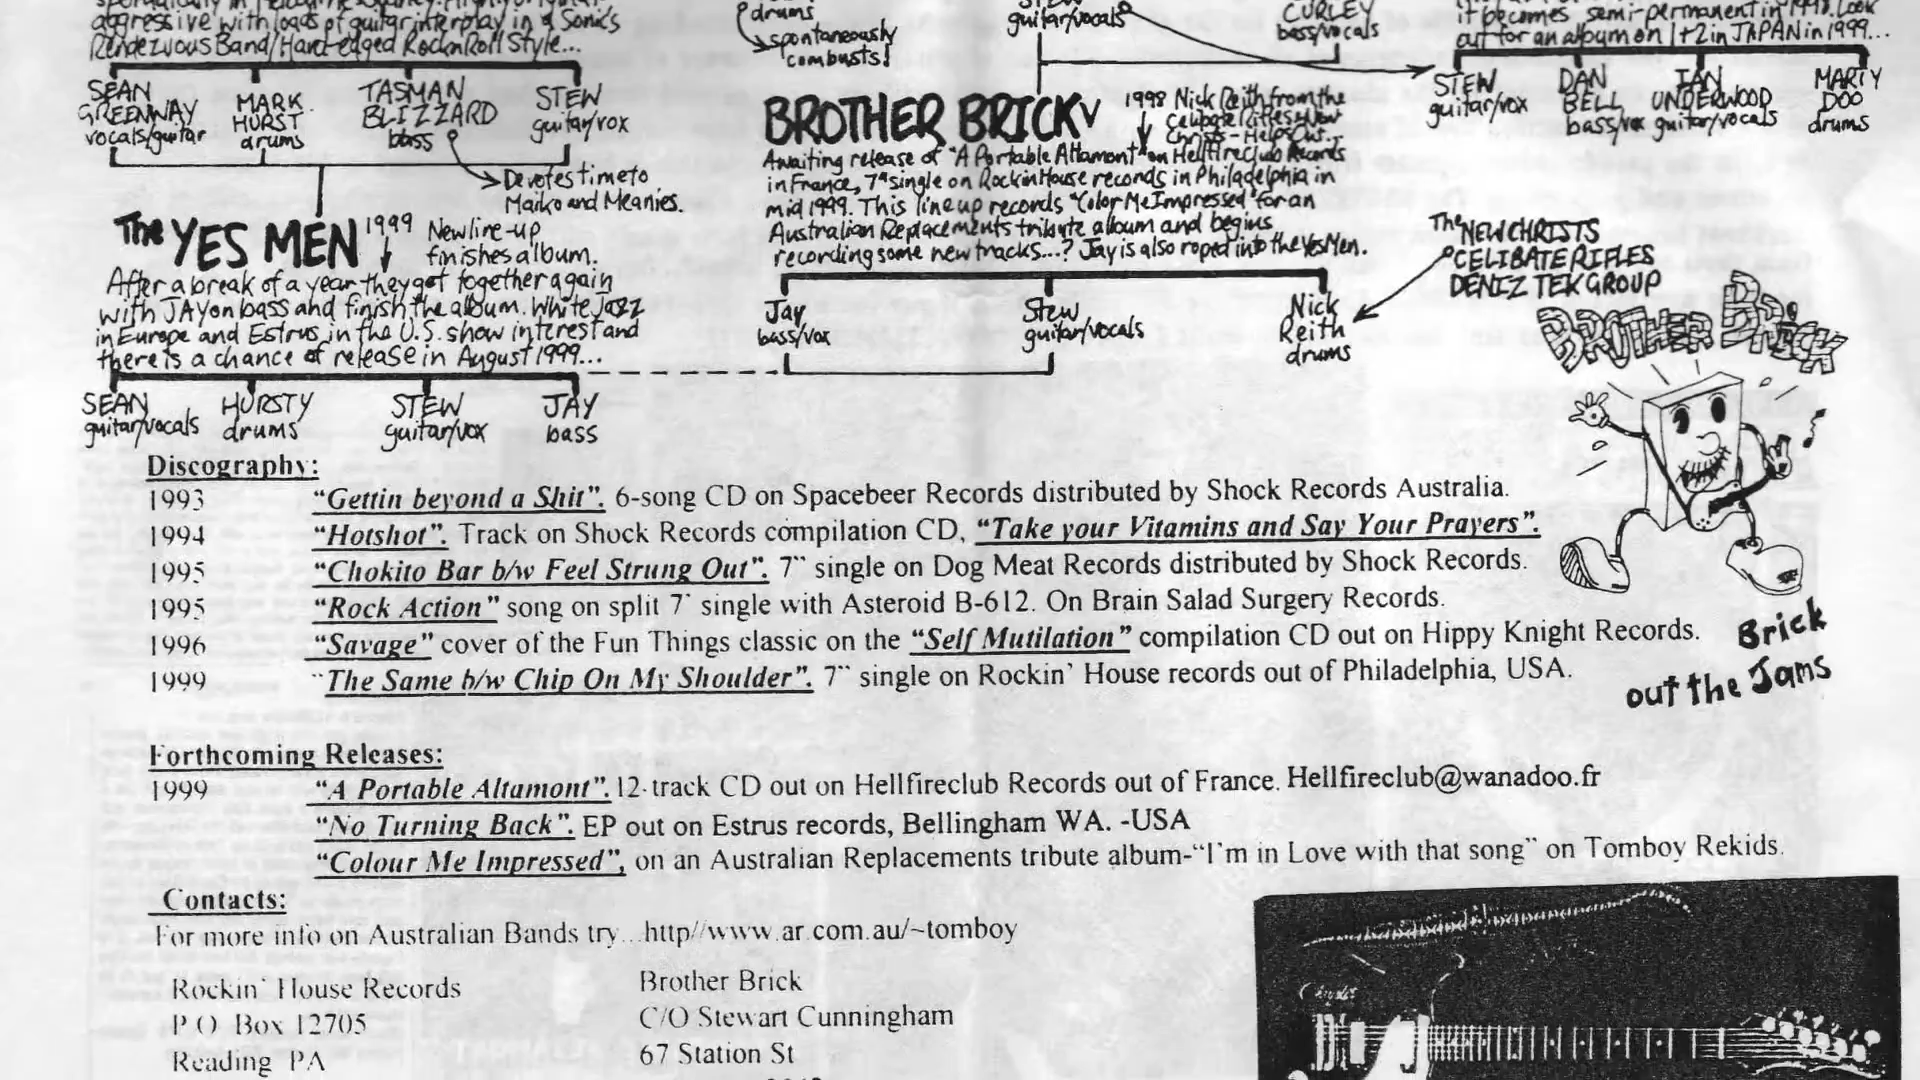 aggressive with loads of guitar interplay in a Sonic's
Rendezvous Band/Hard-edged Rock n Roll Style...
SEAN GREENWAY vocals/guitar
MARK HURST drums
TASMAN BLIZZARD bass
STEW guitar/vox
Devotes time to
Maiko and Meanies.
drums
spontaneously
combusts!
guitar/vocals
CURLEY
bass/vocals
it becomes semi-permanent in 1998. Look
out for an album on 1+2 in JAPAN in 1999...
STEW guitar/vox
DAN BELL bass/vox
IAN UNDERWOOD guitar/vocals
MARTY DOO drums
The YES MEN
1999 New line-up
finishes album.
After a break of a year they get together again
with JAY on bass and finish the album. White Jazz
in Europe and Estrus in the U.S. show interest and
there is a chance of release in August 1999...
SEAN guitar/vocals
HURSTY drums
STEW guitar/vox
JAY bass
BROTHER BRICK V
1998 Nick Reith from the
Celibate Rifles & New
Christs - Helps Out...
Awaiting release of "A Portable Altamont" on Hellfireclub Records
in France, 7" single on Rockin House records in Philadelphia in
mid 1999. This line up records "Color Me Impressed" for an
Australian Replacements tribute album and begins
recording some new tracks...? Jay is also roped into the Yes Men.
Jay bass/vox
Stew guitar/vocals
Nick Reith drums
The NEW CHRISTS
CELIBATE RIFLES
DENIZ TEK GROUP
BROTHER BRICK
Discography:
1993 "Gettin beyond a Shit". 6-song CD on Spacebeer Records distributed by Shock Records Australia.
1994 "Hotshot". Track on Shock Records compilation CD, "Take your Vitamins and Say Your Prayers".
1995 "Chokito Bar b/w Feel Strung Out". 7" single on Dog Meat Records distributed by Shock Records.
1995 "Rock Action" song on split 7" single with Asteroid B-612. On Brain Salad Surgery Records.
1996 "Savage" cover of the Fun Things classic on the "Self Mutilation" compilation CD out on Hippy Knight Records.
1999 "The Same b/w Chip On My Shoulder". 7" single on Rockin' House records out of Philadelphia, USA.
Brick
out the Jams
Forthcoming Releases:
1999 "A Portable Altamont". 12-track CD out on Hellfireclub Records out of France. Hellfireclub@wanadoo.fr
"No Turning Back". EP out on Estrus records, Bellingham WA. -USA
"Colour Me Impressed", on an Australian Replacements tribute album-"I'm in Love with that song" on Tomboy Rekids.
Contacts:
For more info on Australian Bands try...http//www.ar.com.au/~tomboy
Rockin' House Records
P O Box 12705
Reading PA
Brother Brick
C/O Stewart Cunningham
67 Station St